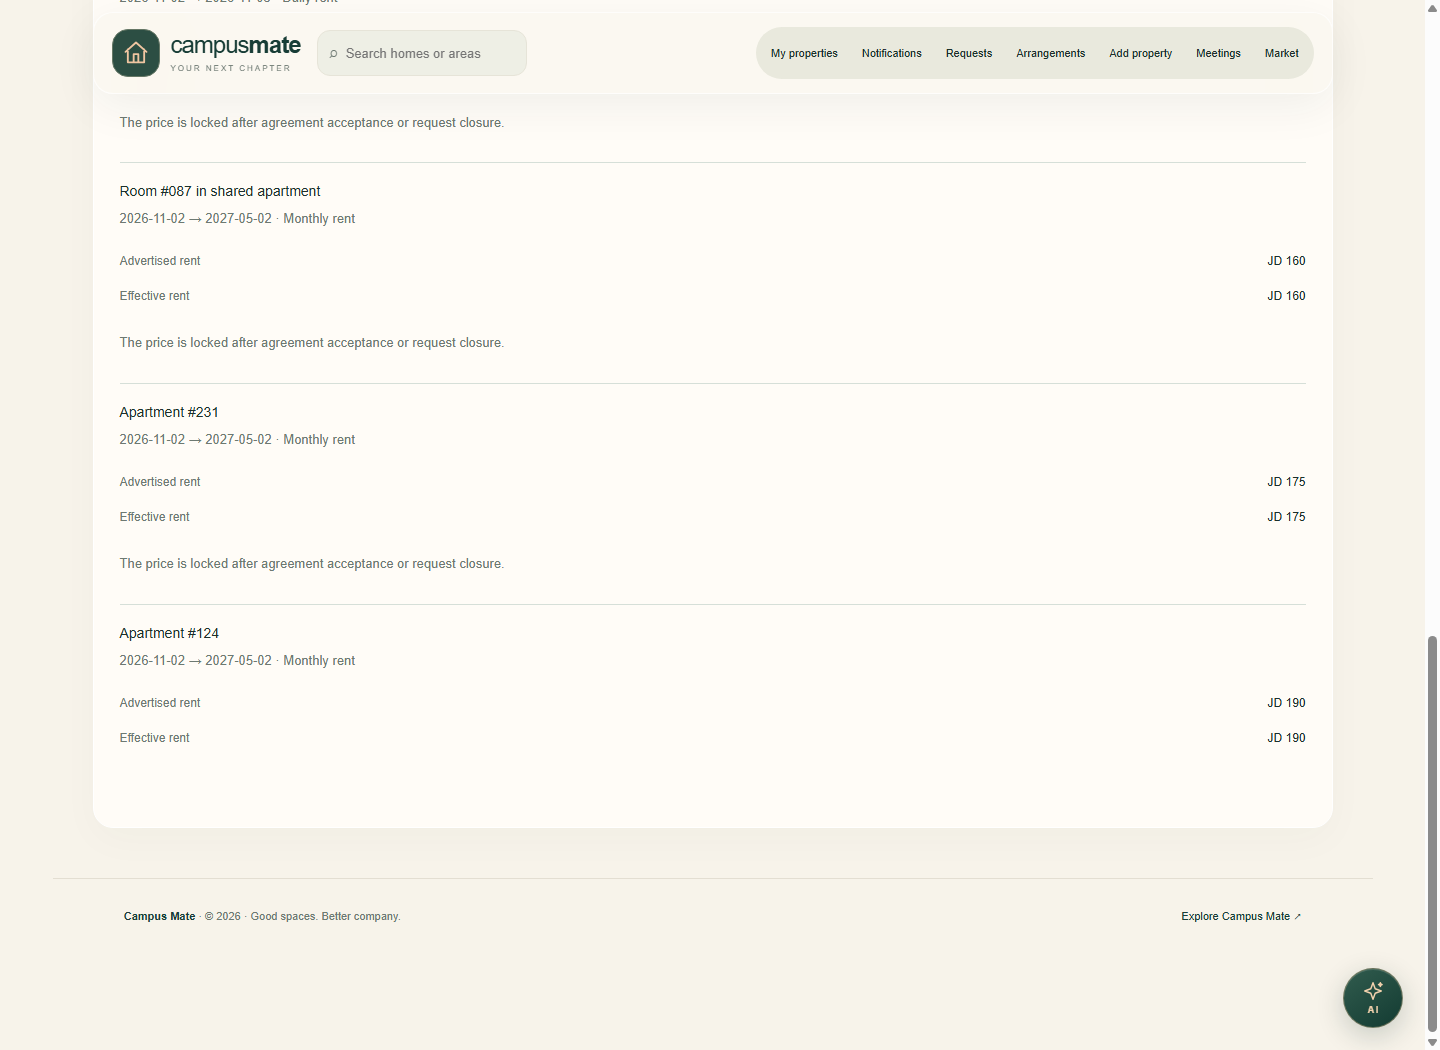 campusmate
YOUR NEXT CHAPTER
Search homes or areas
My properties
Notifications
Requests
Arrangements
Add property
Meetings
Market
The price is locked after agreement acceptance or request closure.
Room #087 in shared apartment
2026-11-02 → 2027-05-02 · Monthly rent
Advertised rent JD 160
Effective rent JD 160
The price is locked after agreement acceptance or request closure.
Apartment #231
2026-11-02 → 2027-05-02 · Monthly rent
Advertised rent JD 175
Effective rent JD 175
The price is locked after agreement acceptance or request closure.
Apartment #124
2026-11-02 → 2027-05-02 · Monthly rent
Advertised rent JD 190
Effective rent JD 190
Campus Mate · © 2026 · Good spaces. Better company.
Explore Campus Mate ↗
AI